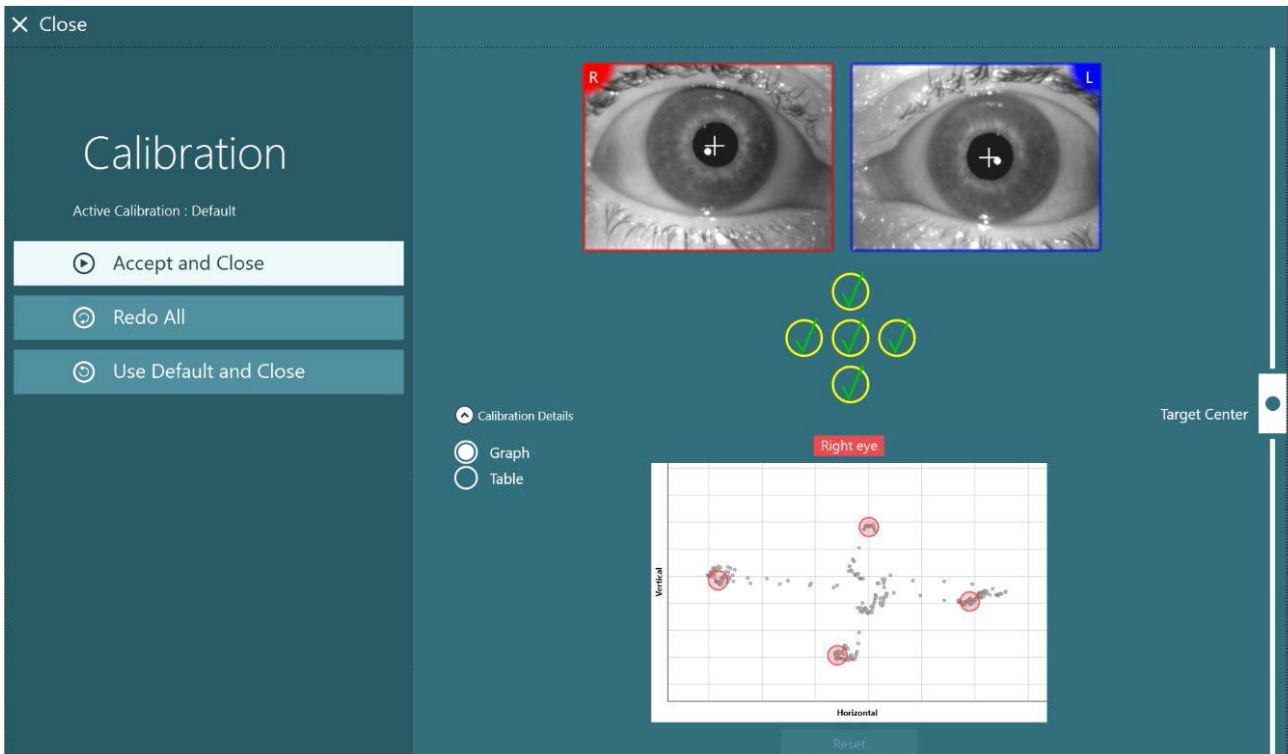 Close
Calibration
Active Calibration : Default
Accept and Close
Redo All
Use Default and Close
R
L
Calibration Details
Graph
Table
Target Center
Right eye
Vertical
Horizontal
Reset